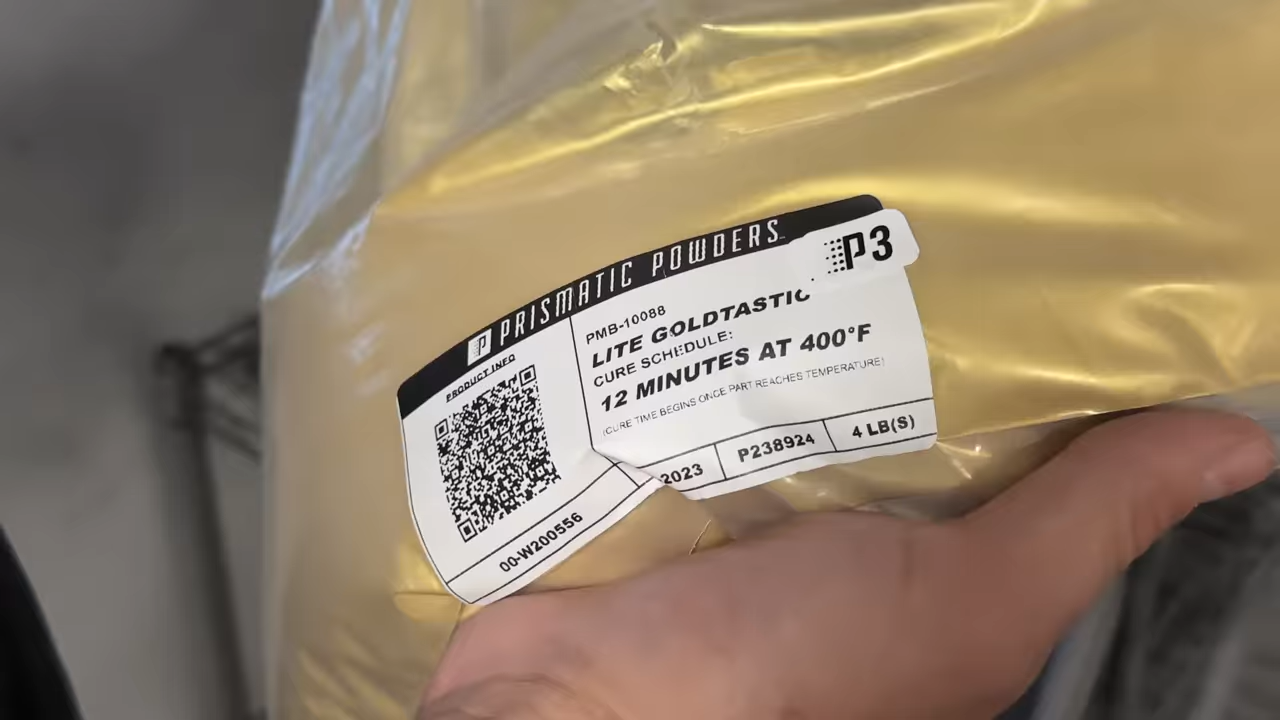 PRISMATIC POWDERS
P3
PRODUCT INFO
PMB-10088
LITE GOLDTASTIC
CURE SCHEDULE:
12 MINUTES AT 400°F
(CURE TIME BEGINS ONCE PART REACHES TEMPERATURE)
00-W200556
2023
P238924
4 LB(S)